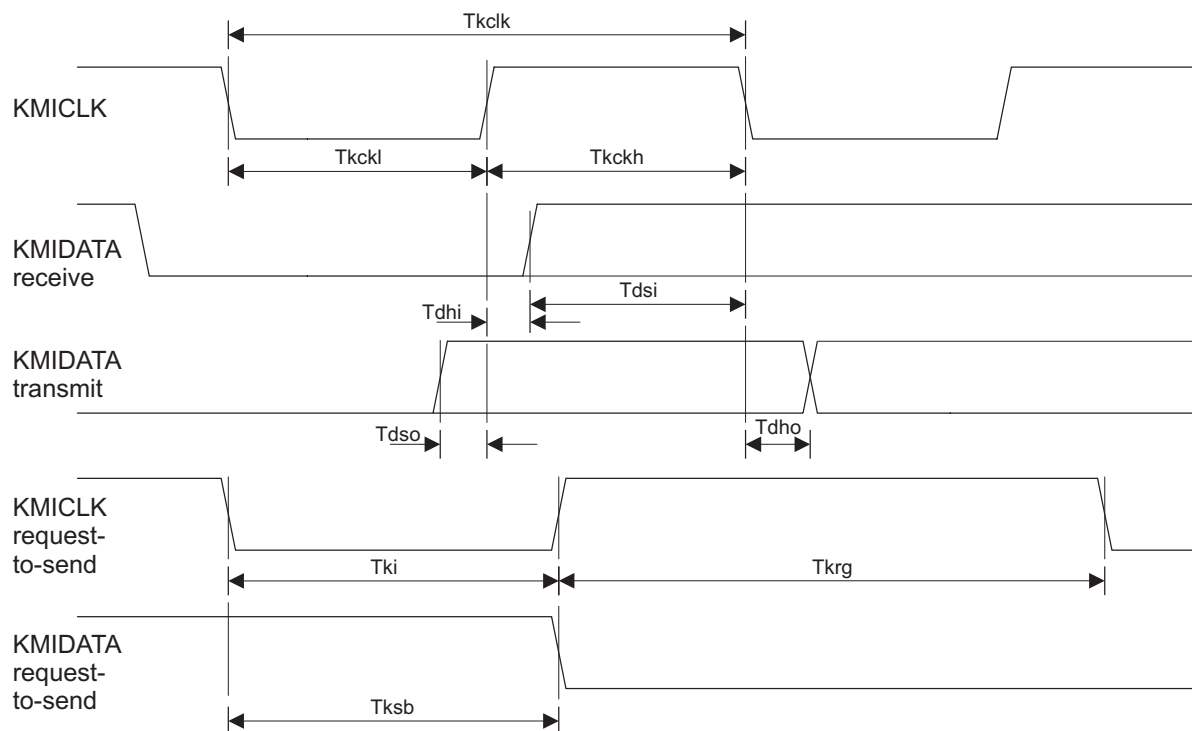 Tkclk
KMICLK
Tkckl
Tkckh
KMIDATA
receive
Tdsi
Tdhi
KMIDATA
transmit
Tdso
Tdho
KMICLK
request-
to-send
Tki
Tkrg
KMIDATA
request-
to-send
Tksb